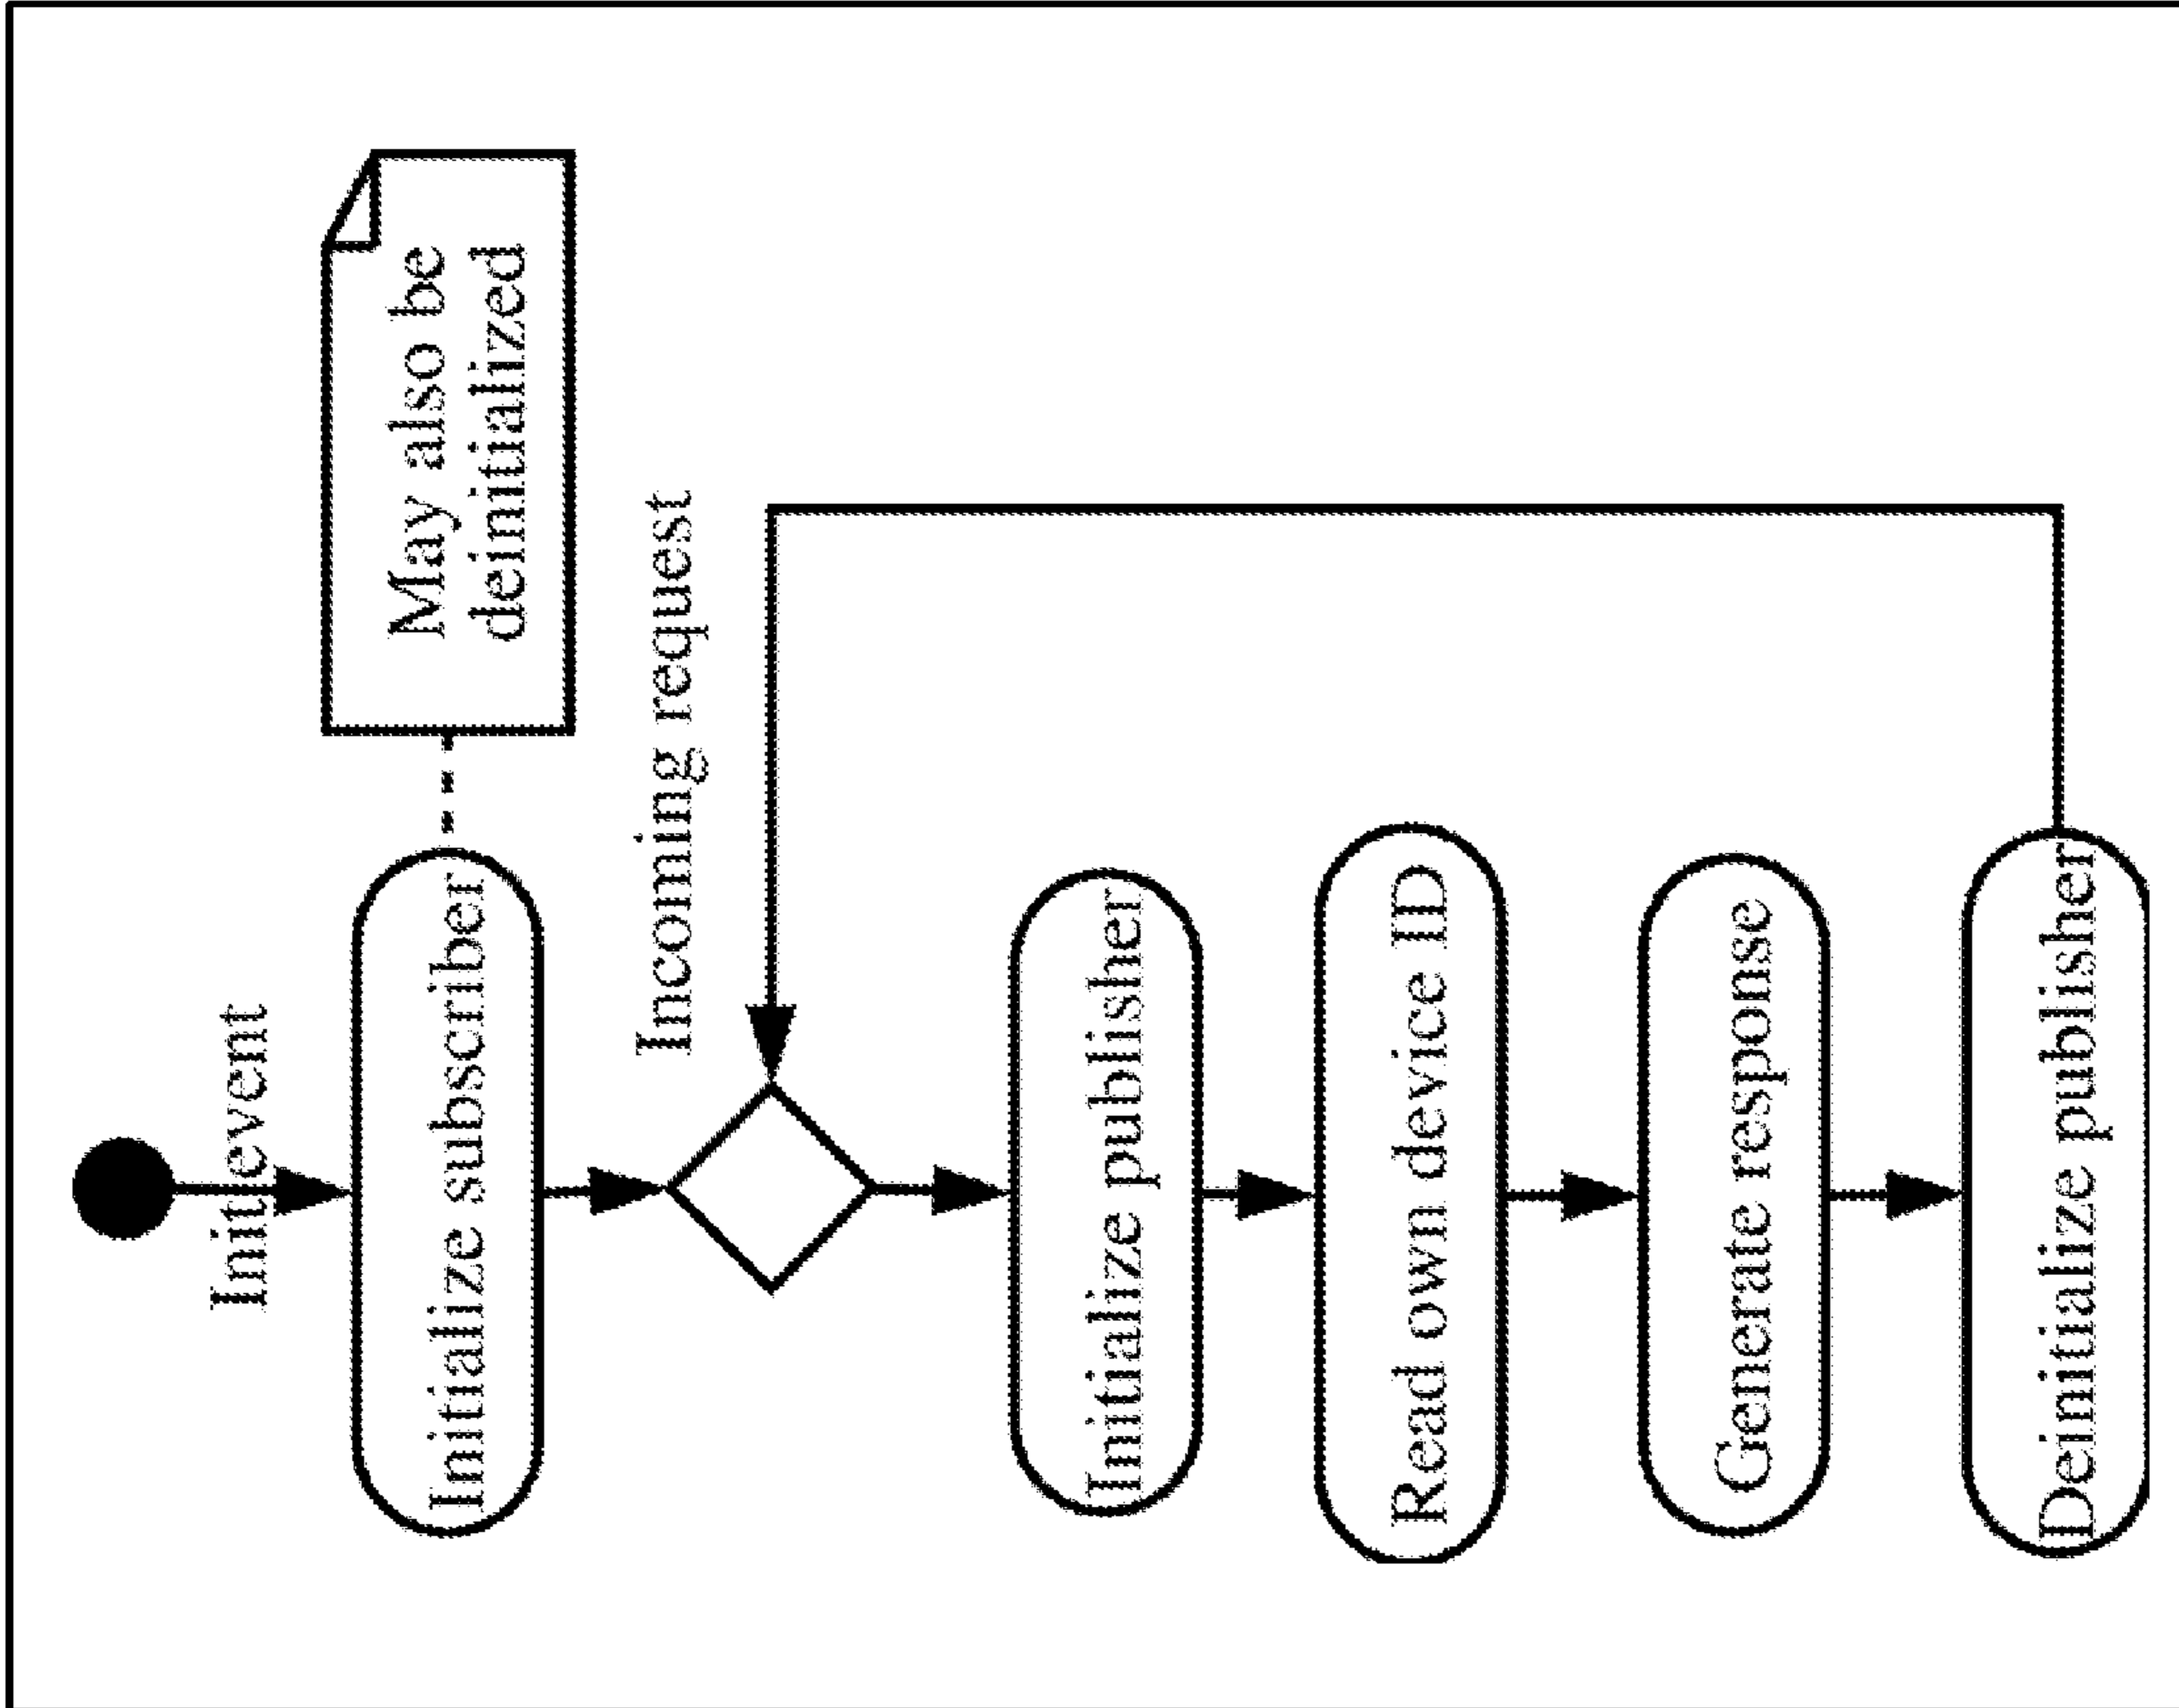 Init event
Initialize subscriber
May also be
deinitialized
Incoming request
Initialize publisher
Read own device ID
Generate response
Deinitialize publisher